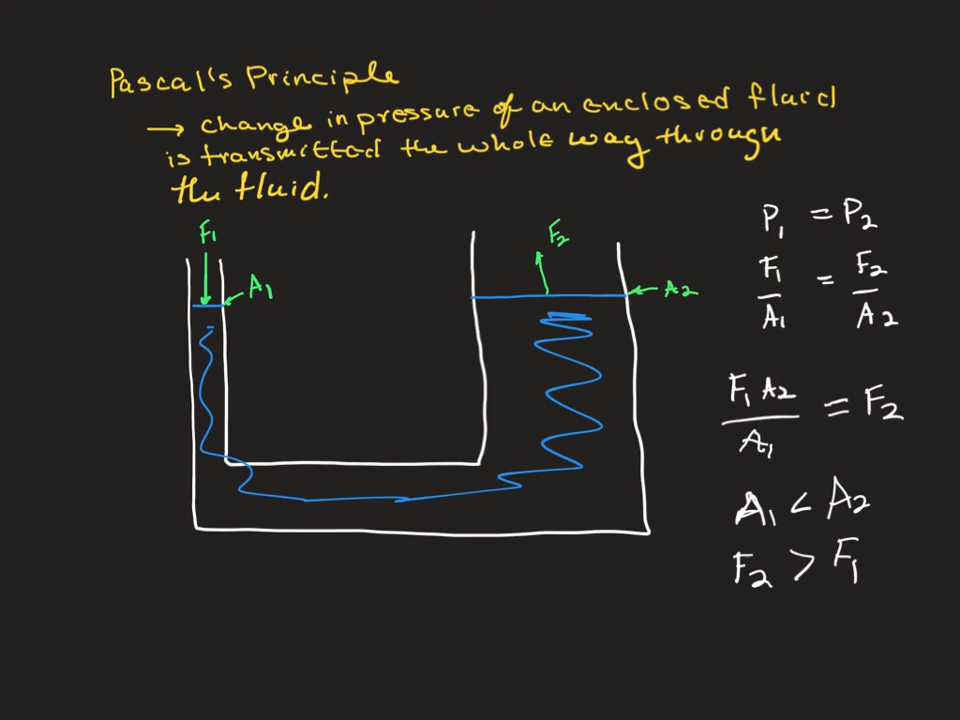 Pascal's Principle
→ change in pressure of an enclosed fluid
is transmitted the whole way through
the fluid.
F₁
F₂
A₁
A₂
P₁ = P₂
F₁/A₁ = F₂/A₂
F₁ A₂/A₁ = F₂
A₁ < A₂
F₂ > F₁